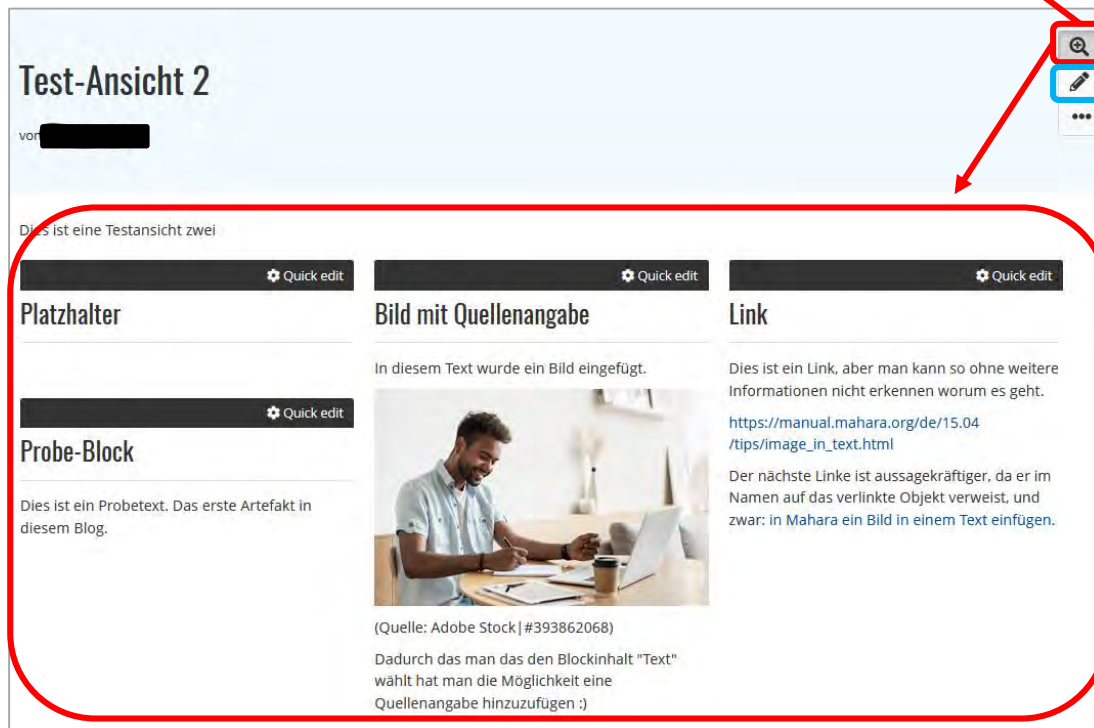 Test-Ansicht 2
von
Dies ist eine Testansicht zwei
Quick edit
Platzhalter
Quick edit
Probe-Block
Dies ist ein Probetext. Das erste Artefakt in
diesem Blog.
Quick edit
Bild mit Quellenangabe
In diesem Text wurde ein Bild eingefügt.
(Quelle: Adobe Stock|#393862068)
Dadurch das man das den Blockinhalt "Text"
wählt hat man die Möglichkeit eine
Quellenangabe hinzuzufügen :)
Quick edit
Link
Dies ist ein Link, aber man kann so ohne weitere
Informationen nicht erkennen worum es geht.
https://manual.mahara.org/de/15.04
/tips/image_in_text.html
Der nächste Linke ist aussagekräftiger, da er im
Namen auf das verlinkte Objekt verweist, und
zwar: in Mahara ein Bild in einem Text einfügen.